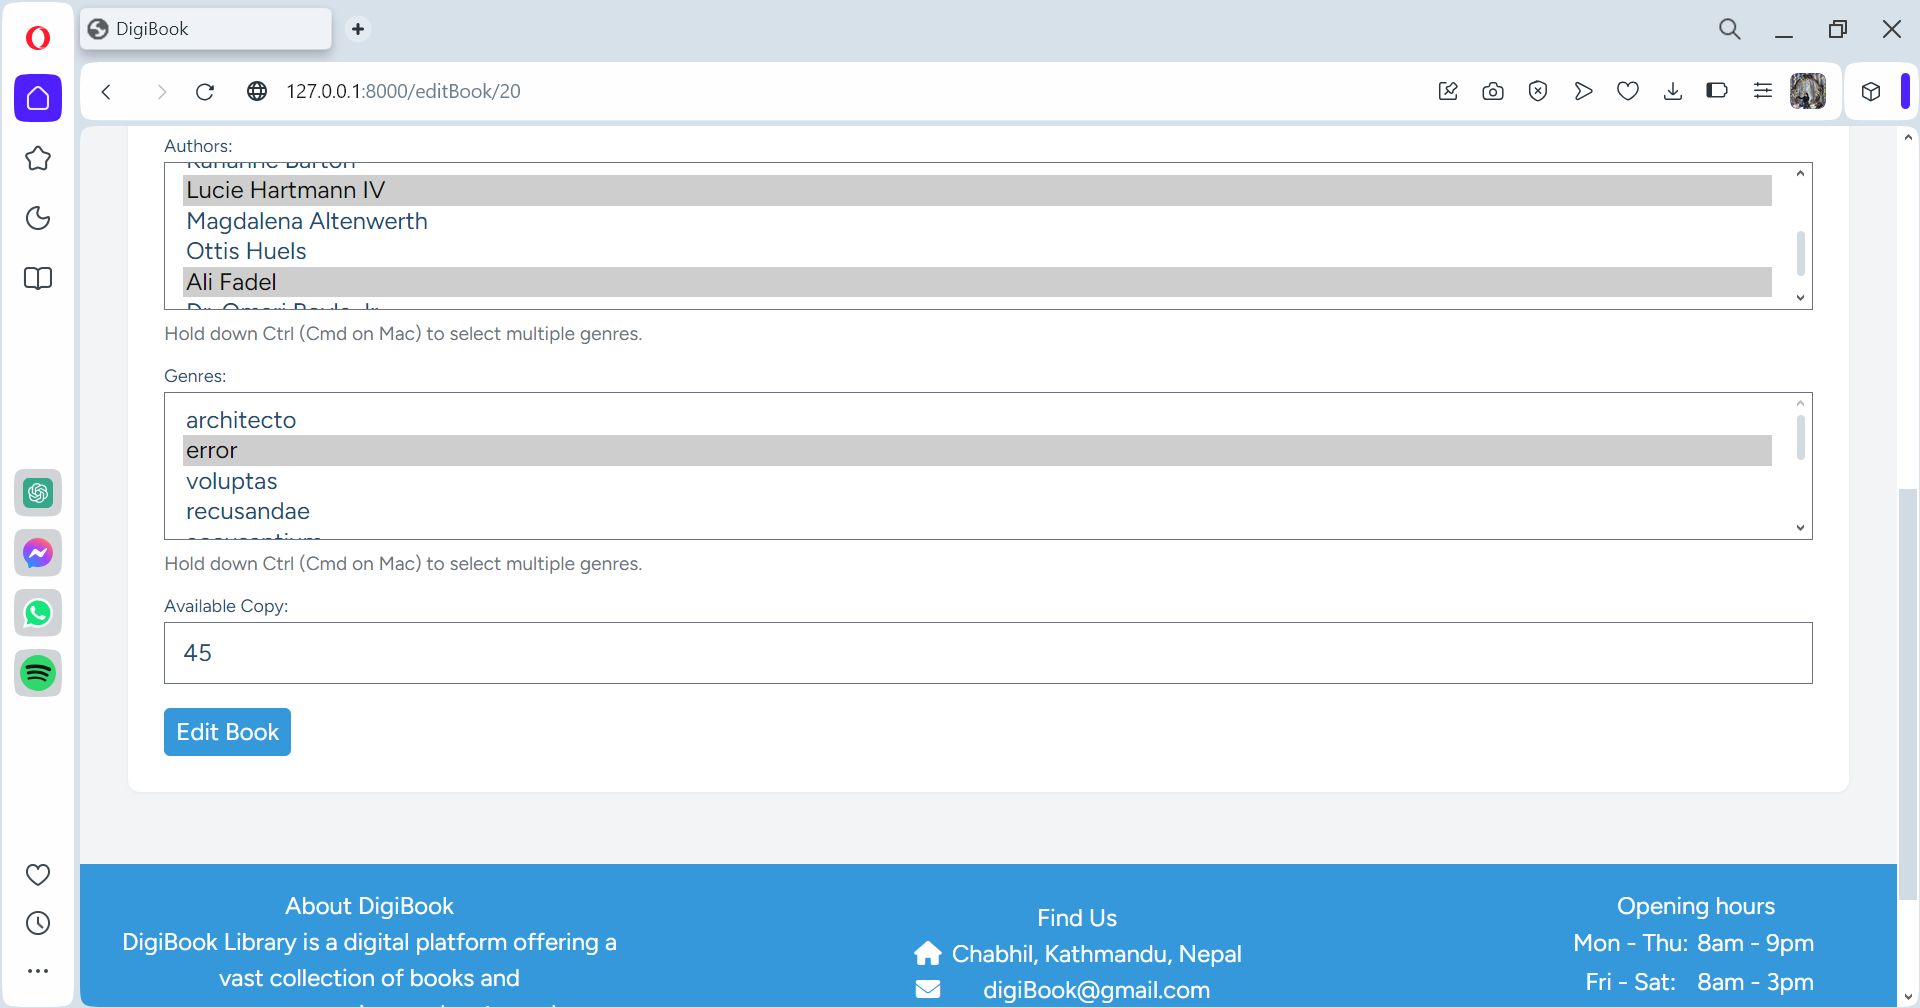 DigiBook
127.0.0.1:8000/editBook/20
Authors:
Karianne Barton
Lucie Hartmann IV
Magdalena Altenwerth
Ottis Huels
Ali Fadel
Hold down Ctrl (Cmd on Mac) to select multiple genres.
Genres:
architecto
error
voluptas
recusandae
Hold down Ctrl (Cmd on Mac) to select multiple genres.
Available Copy:
45
Edit Book
About DigiBook
DigiBook Library is a digital platform offering a
vast collection of books and
Find Us
Chabhil, Kathmandu, Nepal
digiBook@gmail.com
Opening hours
Mon - Thu: 8am - 9pm
Fri - Sat: 8am - 3pm